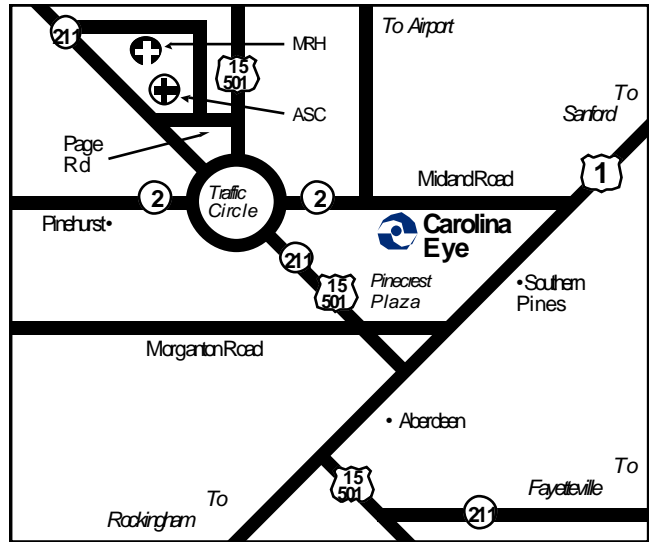 211
MRH
To Airport
15
501
To
Sanford
ASC
Page
Rd
1
Traffic
Circle
2
2
Midland Road
Pinehurst•
Carolina
Eye
211
15
501
Pinecrest
Plaza
•Southern
Pines
Morganton Road
• Aberdeen
15
501
To
Rockingham
To
Fayetteville
211